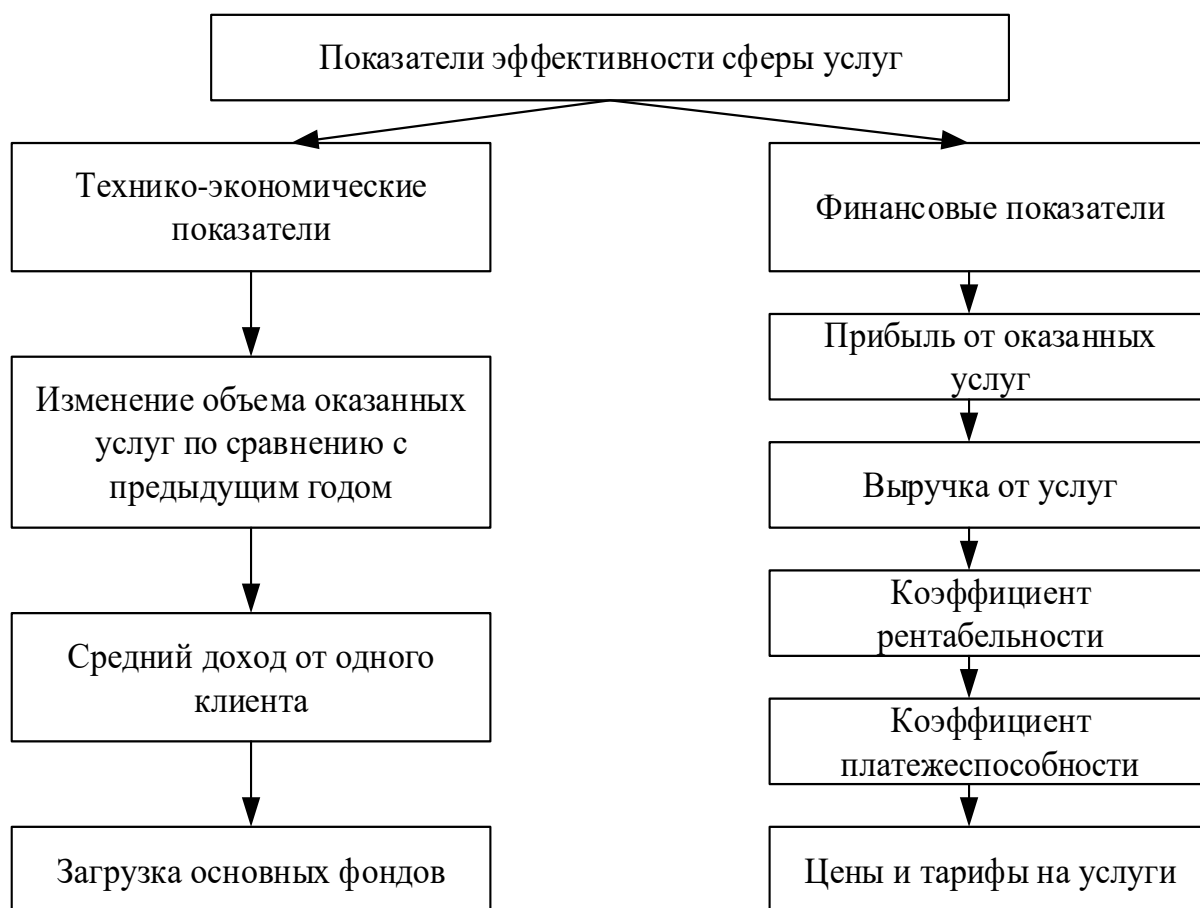 Показатели эффективности сферы услуг
Технико-экономические
показатели
Изменение объема оказанных
услуг по сравнению с
предыдущим годом
Средний доход от одного
клиента
Загрузка основных фондов
Финансовые показатели
Прибыль от оказанных
услуг
Выручка от услуг
Коэффициент
рентабельности
Коэффициент
платежеспособности
Цены и тарифы на услуги